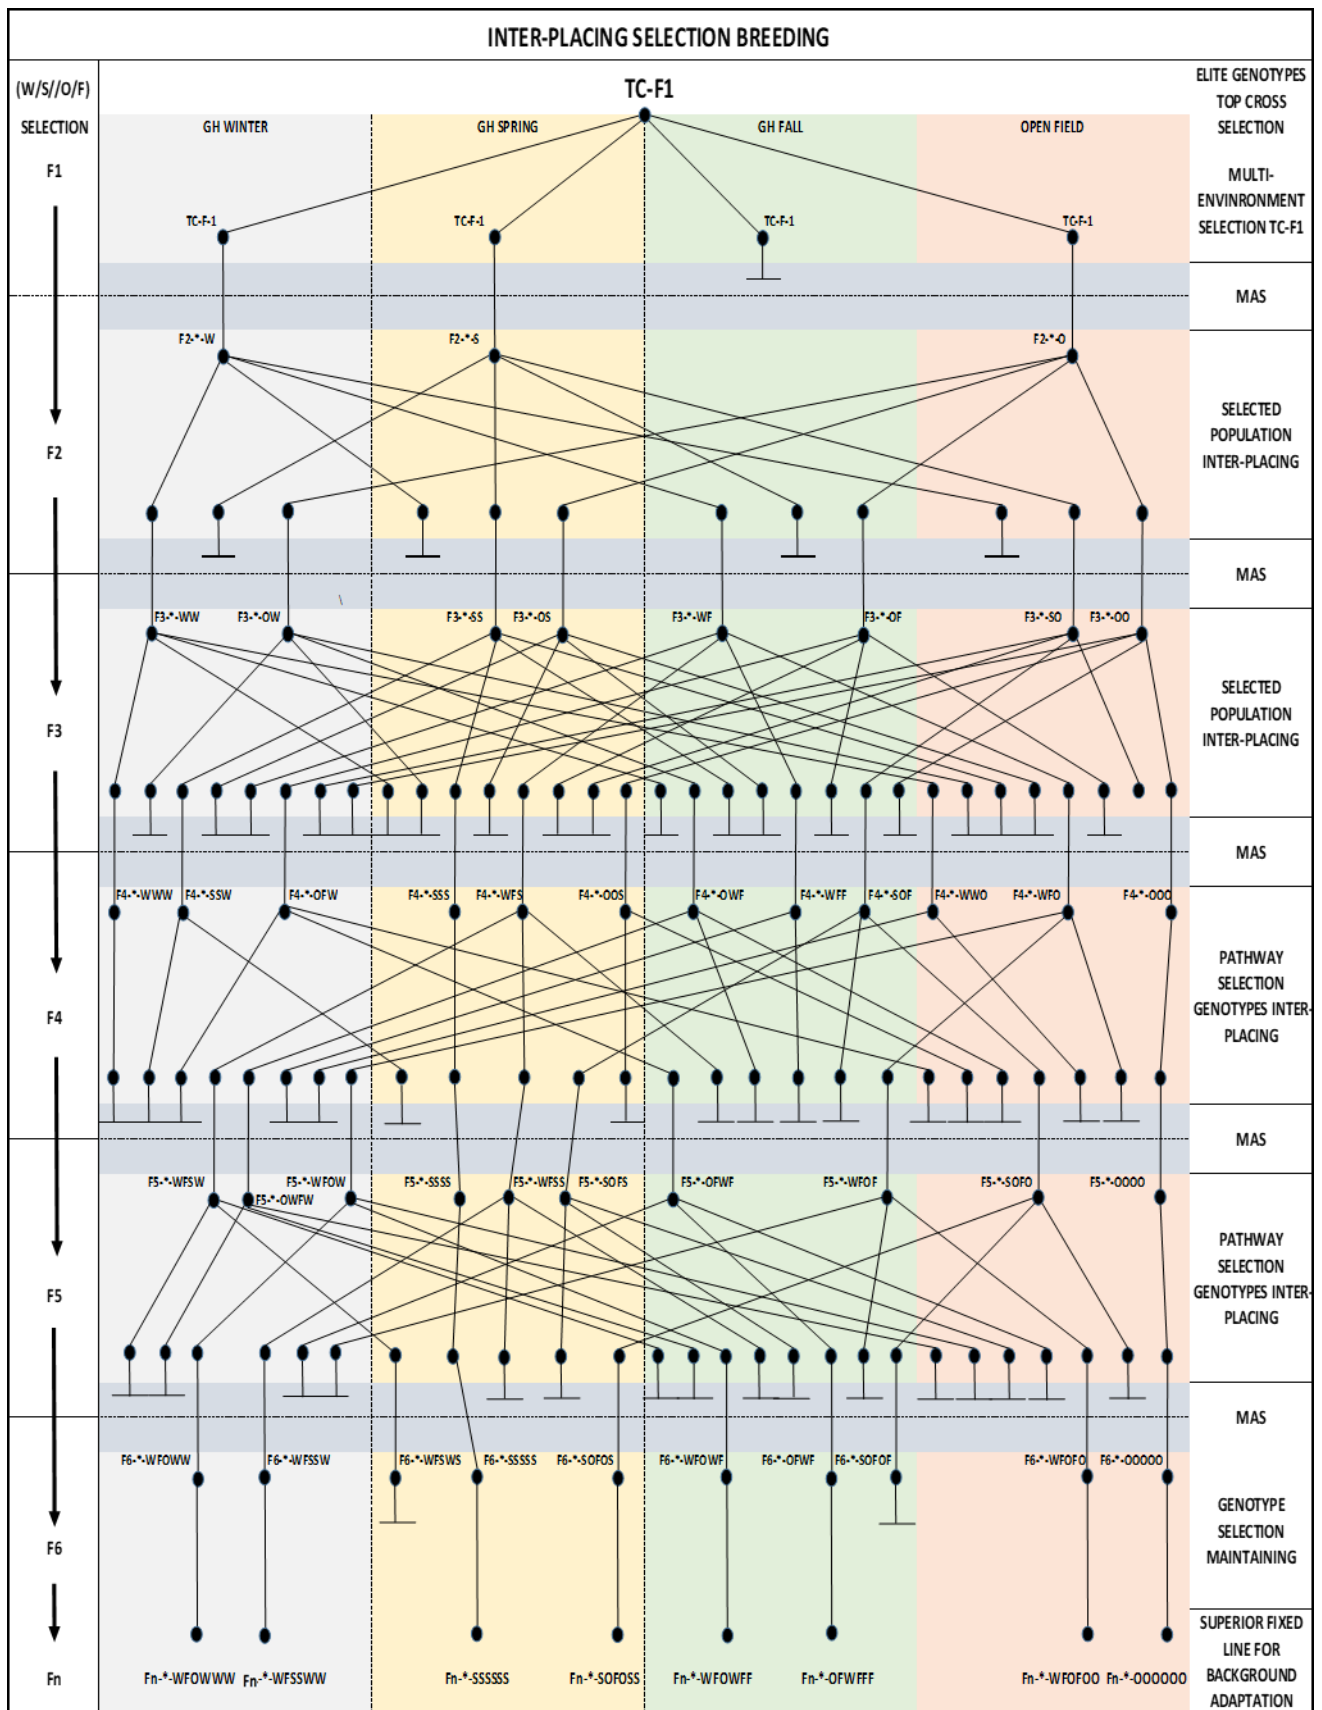 INTER-PLACING SELECTION BREEDING
(W/S//O/F)
SELECTION
TC-F1
ELITE GENOTYPES
TOP CROSS
SELECTION
GH WINTER
GH SPRING
GH FALL
OPEN FIELD
F1
MULTI-
ENVINRONMENT
SELECTION TC-F1
TC-F-1
TC-F-1
TC-F-1
TC-F-1
MAS
F2-*-W
F2-*-S
F2-*-O
F2
SELECTED
POPULATION
INTER-PLACING
MAS
\
F3-*-WW
F3-*-OW
F3-*-SS
F3-*-OS
F3-*-WF
F3-*-OF
F3-*-SO
F3-*-OO
F3
SELECTED
POPULATION
INTER-PLACING
MAS
F4-*-WWW
F4-*-SSW
F4-*-OFW
F4-*-SSS
F4-*-WFS
F4-*-OOS
F4-*-OWF
F4-*-WFF
F4-*-SOF
F4-*-WWO
F4-*-WFO
F4-*-OOO
F4
PATHWAY
SELECTION
GENOTYPES INTER-
PLACING
MAS
F5-*-WFSW
F5-*-OWFW
F5-*-WFOW
F5-*-SSSS
F5-*-WFSS
F5-*-SOFS
F5-*-OFWF
F5-*-WFOF
F5-*-SOFO
F5-*-OOOO
F5
PATHWAY
SELECTION
GENOTYPES INTER-
PLACING
MAS
F6-*-WFOWW
F6-*-WFSSW
F6-*-WFSWS
F6-*-SSSSS
F6-*-SOFOS
F6-*-WFOWF
F6-*-OFWF
F6-*-SOFOF
F6-*-WFOFO
F6-*-OOOOO
F6
GENOTYPE
SELECTION
MAINTAINING
Fn
Fn-*-WFOWWW
Fn-*-WFSSWW
Fn-*-SSSSSS
Fn-*-SOFOSS
Fn-*-WFOWFF
Fn-*-OFWFFF
Fn-*-WFOFOO
Fn-*-OOOOOO
SUPERIOR FIXED
LINE FOR
BACKGROUND
ADAPTATION